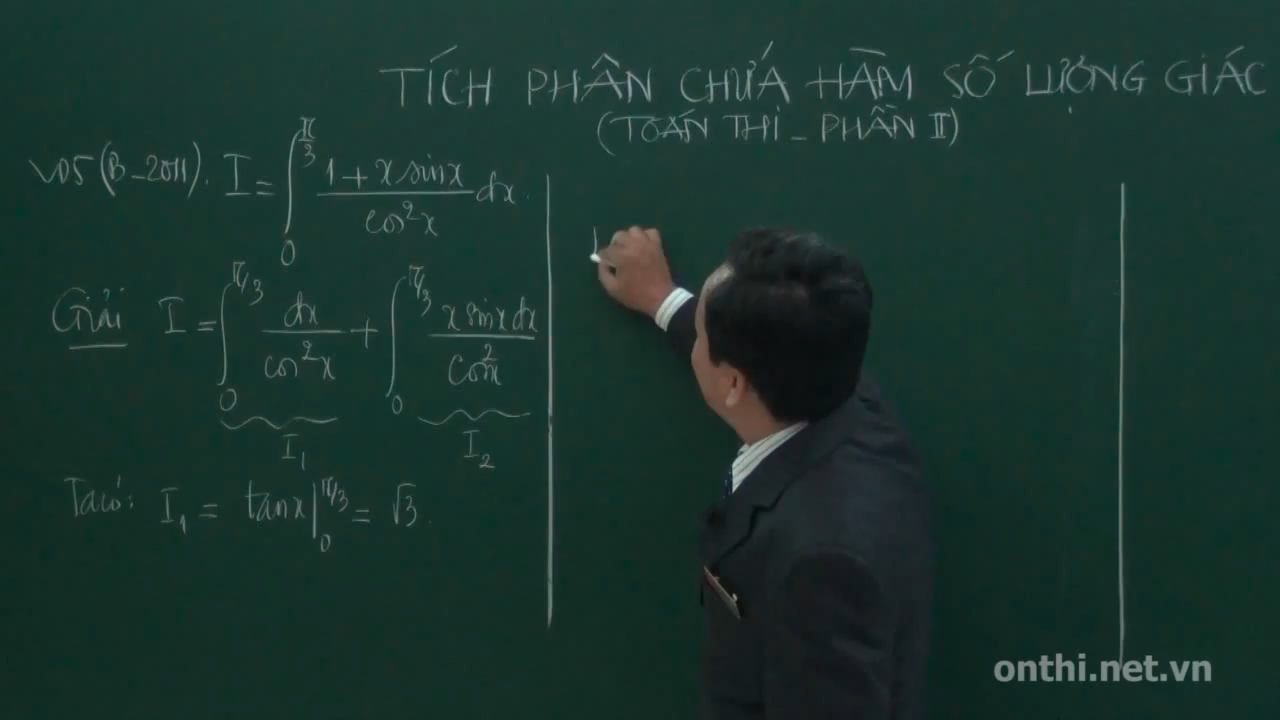 TÍCH PHÂN CHỨA HÀM SỐ LƯỢNG GIÁC
(TOÁN THI _ PHẦN II)
VD5 (B_2011). I = ∫₀^{π/3} (1 + x sinx)/(cos²x) dx.
Giải I = ∫₀^{π/3} dx/(cos²x) + ∫₀^{π/3} (x sinx dx)/(cos²x)
I₁ I₂
Ta có: I₁ = tanx |₀^{π/3} = √3.
onthi.net.vn